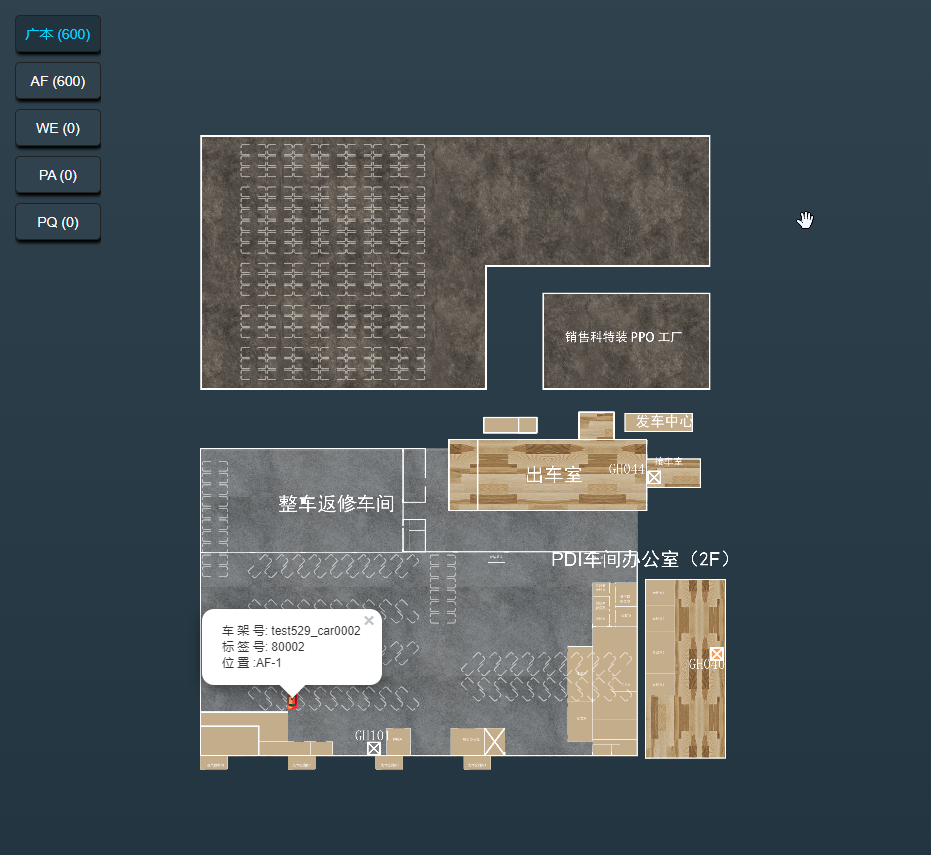 广本 (600)
AF (600)
WE (0)
PA (0)
PQ (0)
销售科特装 PPO 工厂
发车中心
出车室
GH044
整车返修车间
PDI车间办公室（2F）
车 架 号: test529_car0002
标 签 号: 80002
位 置 :AF-1
×
GH040
GH101